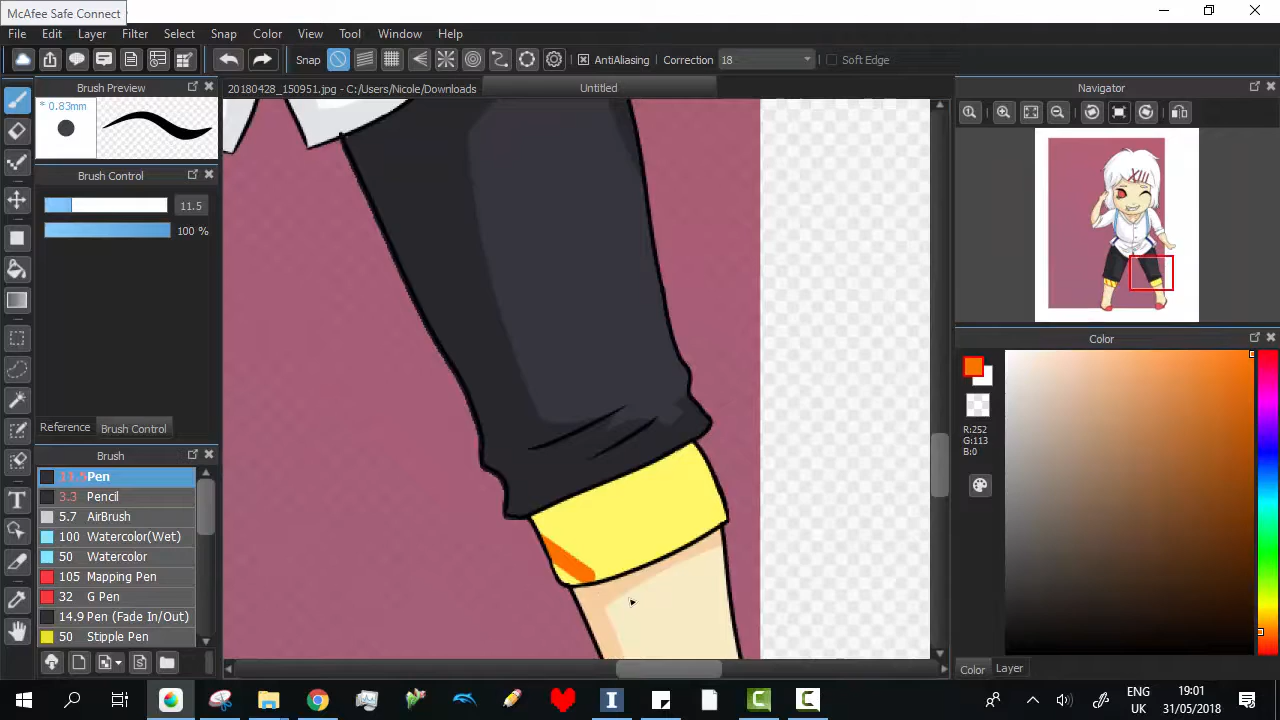 McAfee Safe Connect
File Edit Layer Filter Select Snap Color View Tool Window Help
Snap AntiAliasing Correction 18 Soft Edge
Brush Preview
* 0.83mm
Brush Control
11.5
100 %
Reference Brush Control
Brush
11.5 Pen
3.3 Pencil
5.7 AirBrush
100 Watercolor(Wet)
50 Watercolor
105 Mapping Pen
32 G Pen
14.9 Pen (Fade In/Out)
50 Stipple Pen
20180428_150951.jpg - C:/Users/Nicole/Downloads
Untitled
Navigator
XIII
Color
R:252
G:113
B:0
Color Layer
ENG
UK
19:01
31/05/2018